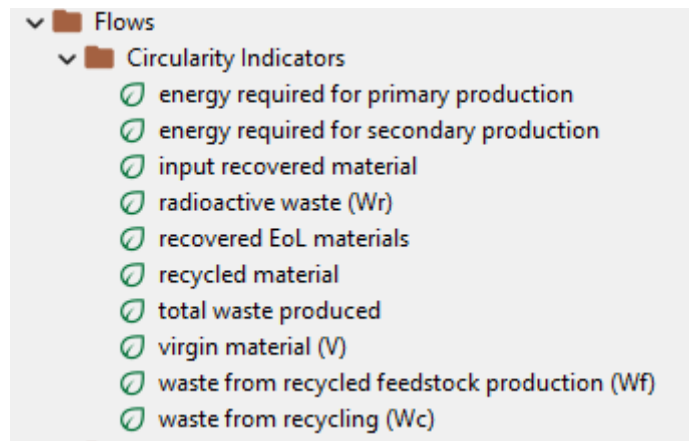 Flows
Circularity Indicators
energy required for primary production
energy required for secondary production
input recovered material
radioactive waste (Wr)
recovered EoL materials
recycled material
total waste produced
virgin material (V)
waste from recycled feedstock production (Wf)
waste from recycling (Wc)